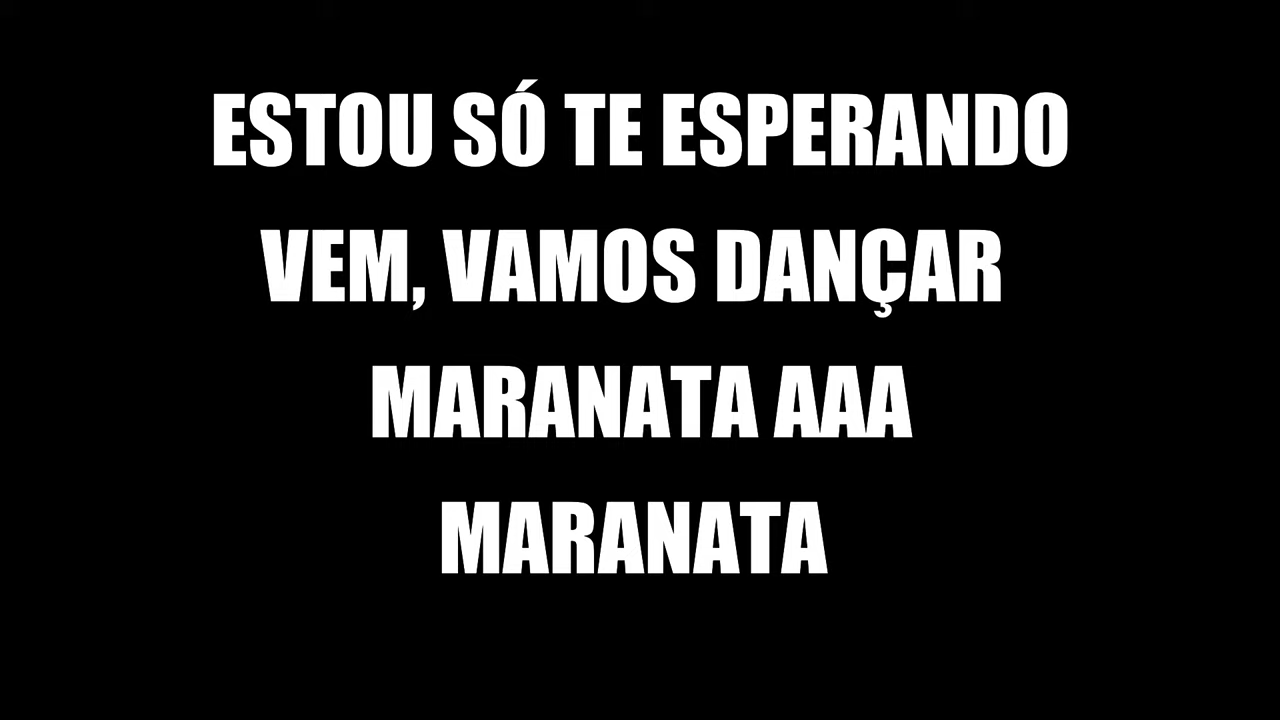 ESTOU SÓ TE ESPERANDO
VEM, VAMOS DANÇAR
MARANATA AAA
MARANATA